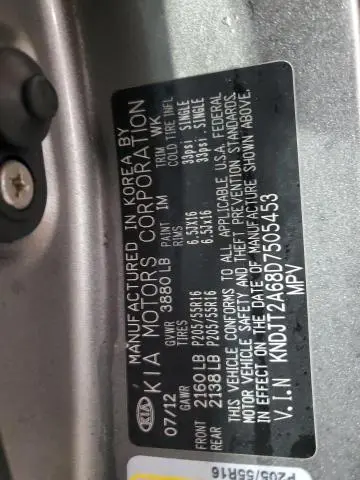 KIA MANUFACTURED IN KOREA BY
KIA MOTORS CORPORATION
07/12 GVWR 3880 LB PAINT 1M TRIM WK
GAWR TIRES RIMS COLD TIRE INFL
FRONT 2160 LB P205/55R16 6.5JX16 33psi SINGLE
REAR 2138 LB P205/55R16 6.5JX16 33psi SINGLE
THIS VEHICLE CONFORMS TO ALL APPLICABLE U.S.A. FEDERAL
MOTOR VEHICLE SAFETY AND THEFT PREVENTION STANDARDS
IN EFFECT ON THE DATE OF MANUFACTURE SHOWN ABOVE.
V.I.N KNDJT2A68D7505453
MPV
P205/55R16